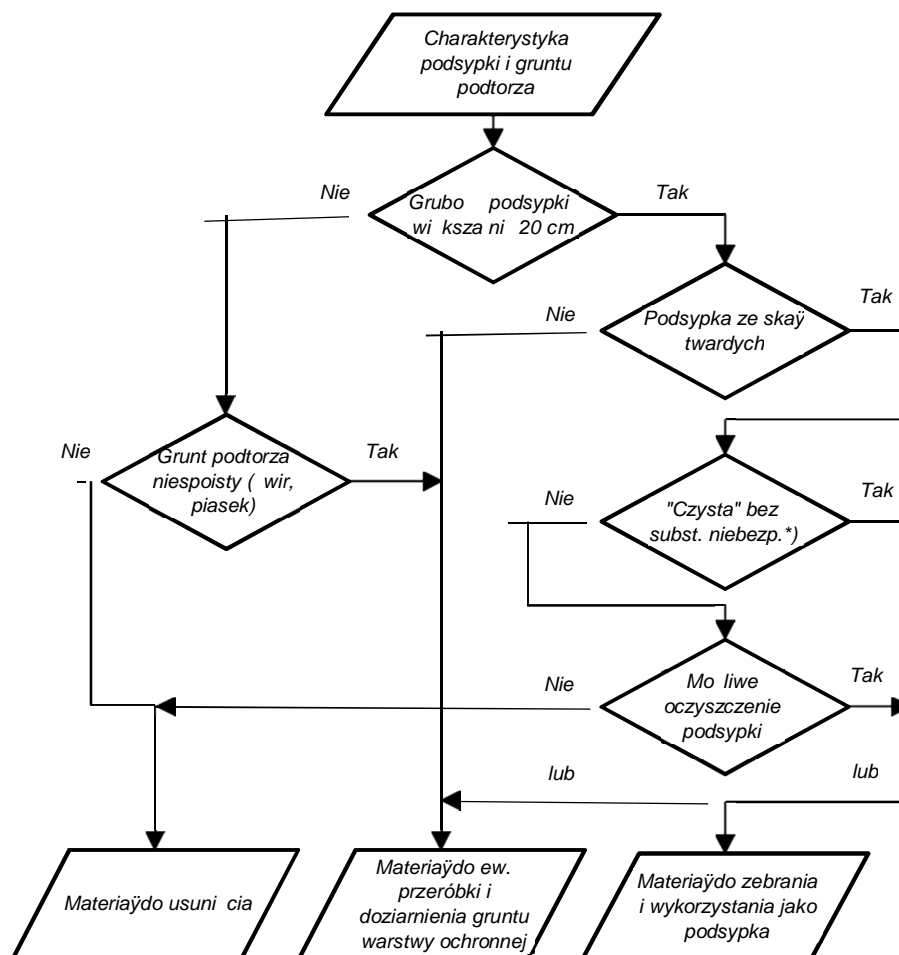 Charakterystyka
podsypki i gruntu
podtorza
Nie
Tak
Grubo podsypki
wi ksza ni 20 cm
Nie
Tak
Podsypka ze skaÿ
twardych
Nie
Tak
Grunt podtorza
niespoisty ( wir,
piasek)
Nie
Tak
"Czysta" bez
subst. niebezp.*)
Nie
Tak
Mo liwe
oczyszczenie
podsypki
lub
lub
Materiaÿdo usuni cia
Materiaÿdo ew.
przeróbki i
doziarnienia gruntu
warstwy ochronnej
Materiaÿdo zebrania
i wykorzystania jako
podsypka